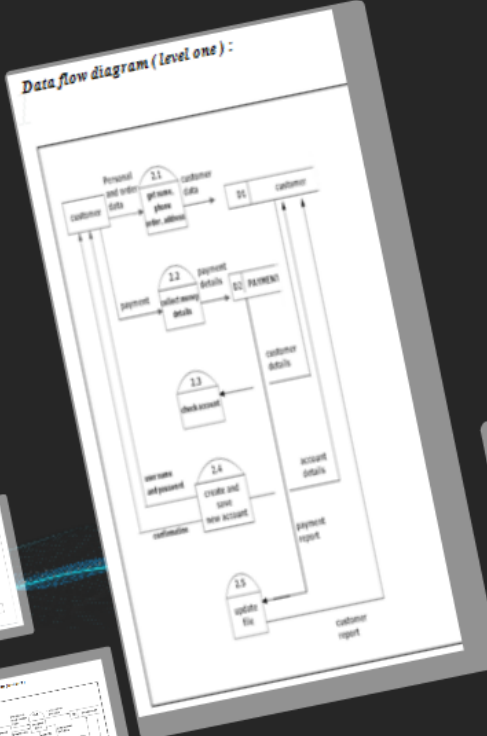 Data flow diagram ( level one ) :
Personal
and order
data
2.1
get name,
phone
order, address
customer
data
D1
customer
customer
2.2
collect money
details
payment
payment
details
D2
PAYMENT
customer
details
2.3
check account
user name
and password
2.4
create and
save
new account
confirmation
account
details
payment
report
2.5
update
file
customer
report